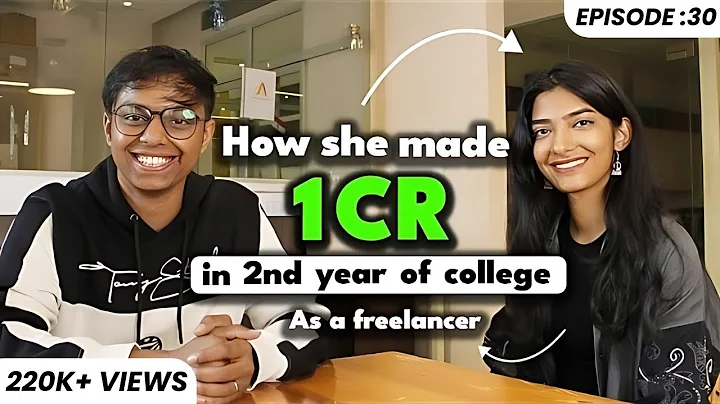 EPISODE :30
How she made
1CR
in 2nd year of college
As a freelancer
220K+ VIEWS